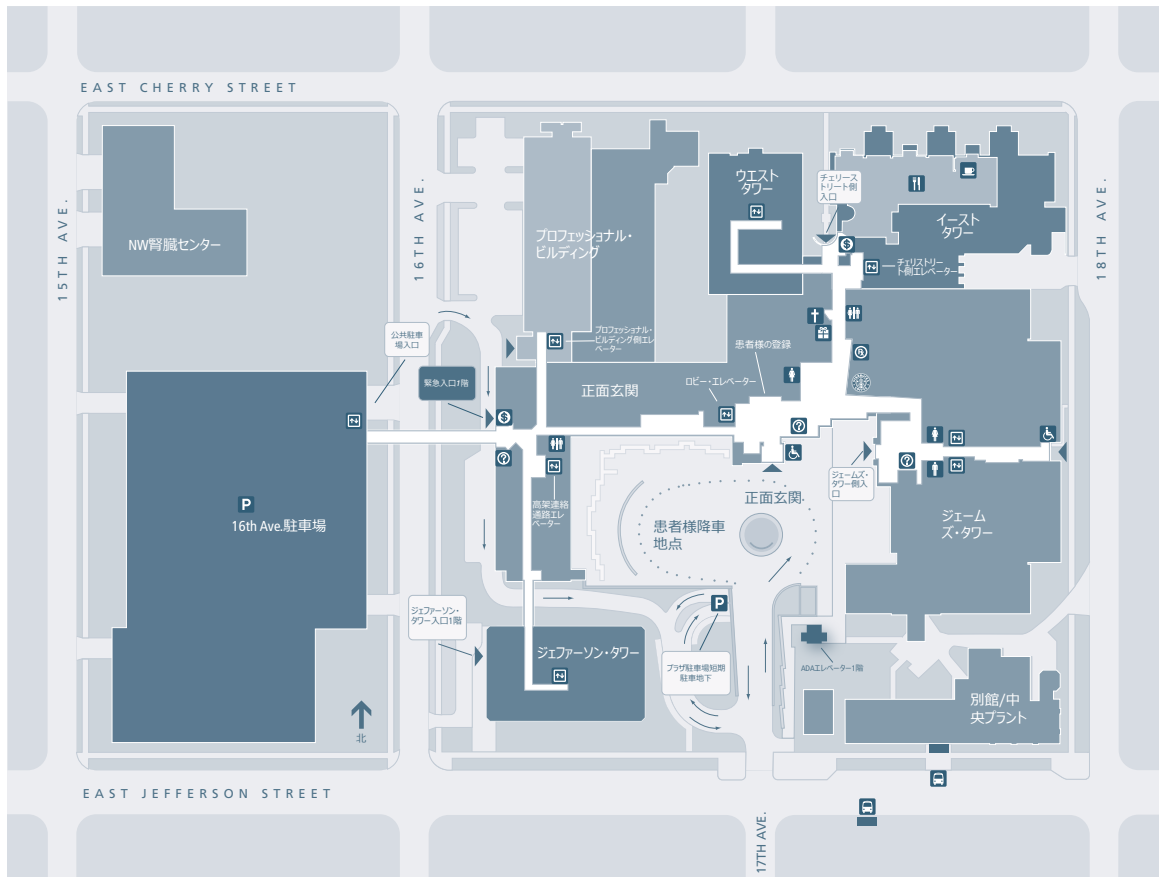 EAST CHERRY STREET
15TH AVE.
16TH AVE.
18TH AVE.
NW腎臓センター
プロフェッショナル・
ビルディング
ウエスト
タワー
チェリース
トリート側
入口
イースト
タワー
チェリストリー
ト側エレベーター
公共駐車
場入口
プロフェッショナル・
ビルディング側エレ
ベーター
患者様の登録
緊急入口1階
正面玄関
ロビー・エレベーター
P
16th Ave.駐車場
高架連絡
通路エレ
ベーター
正面玄関
患者様降車
地点
ジェームズ・
タワー側入
口
ジェーム
ズ・タワー
ジェファーソン・
タワー入口1階
P
ジェファーソン・タワー
プラザ駐車場短期
駐車地下
ADAエレベーター1階
別館/中
央プラント
北
EAST JEFFERSON STREET
17TH AVE.